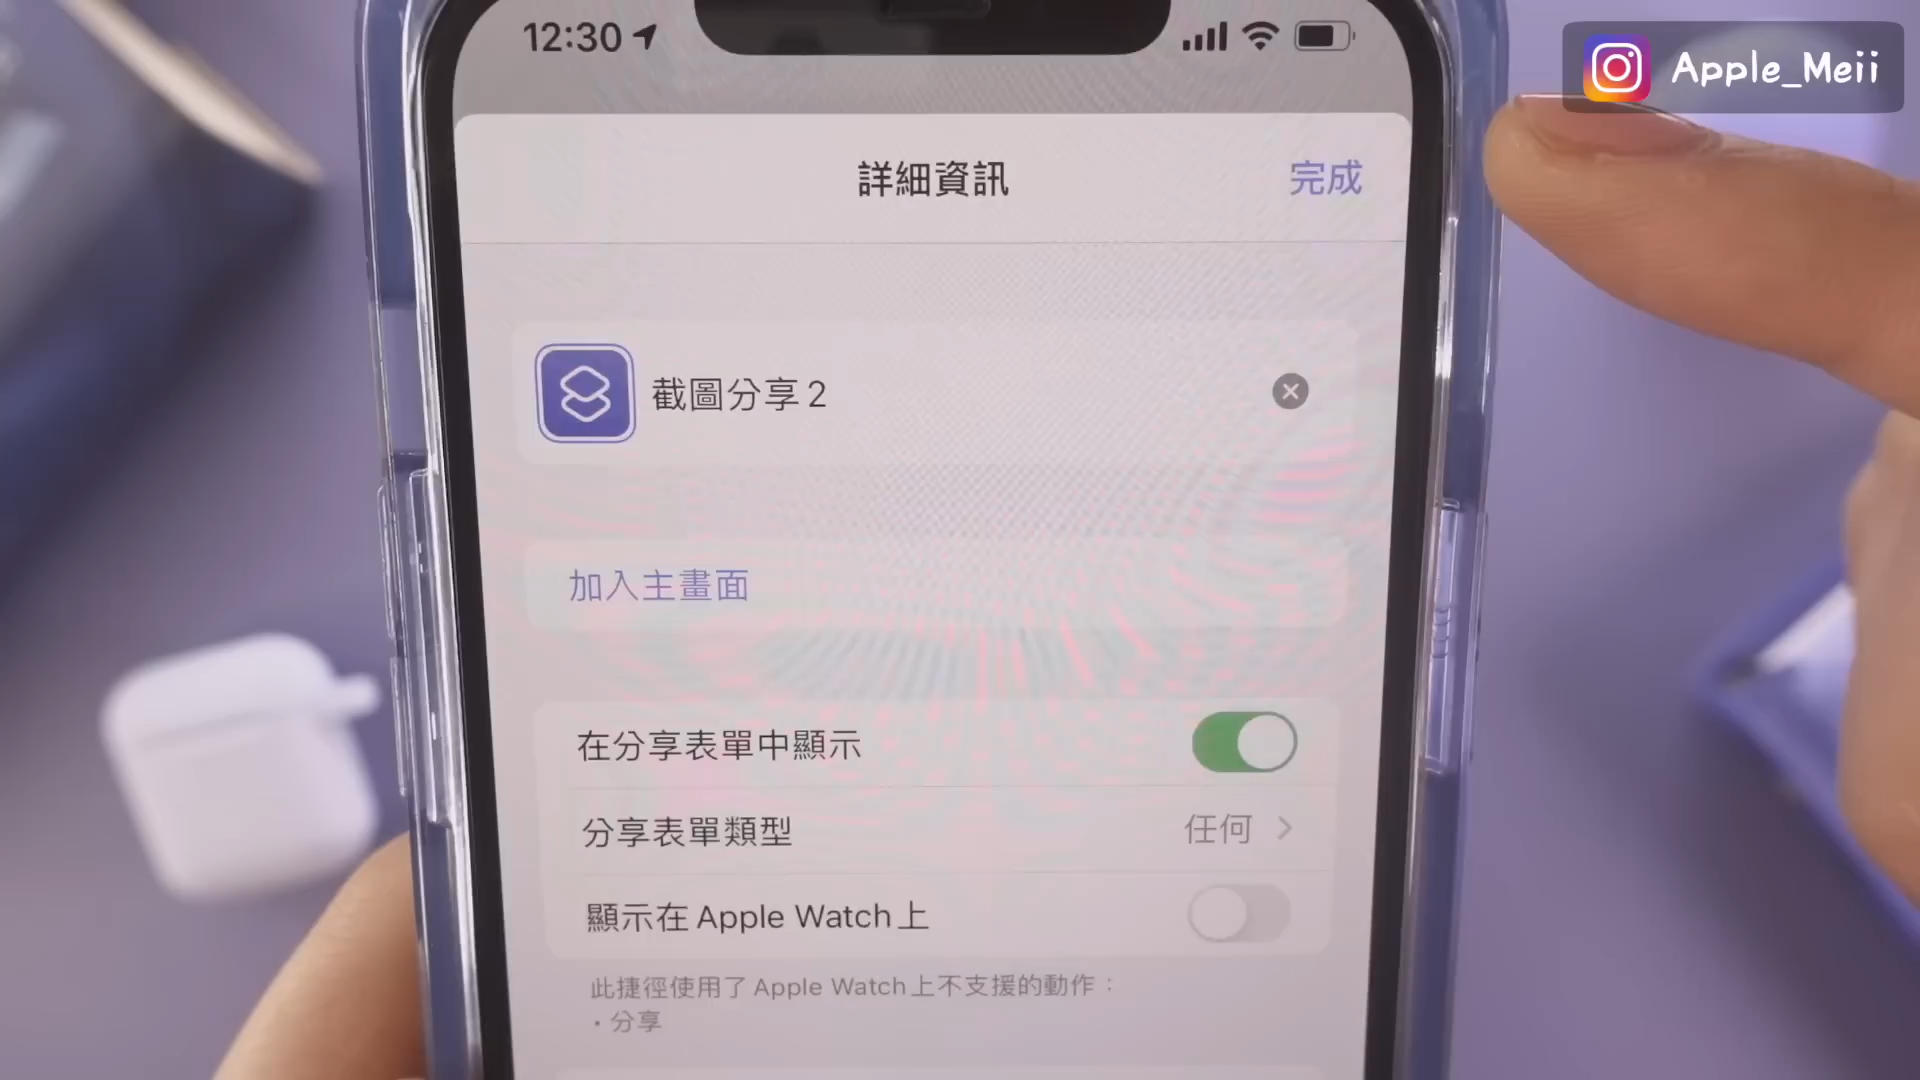 12:30
Apple_Meii
詳細資訊
完成
截圖分享 2
加入主畫面
在分享表單中顯示
分享表單類型
任何
顯示在 Apple Watch 上
此捷徑使用了 Apple Watch 上不支援的動作：
• 分享